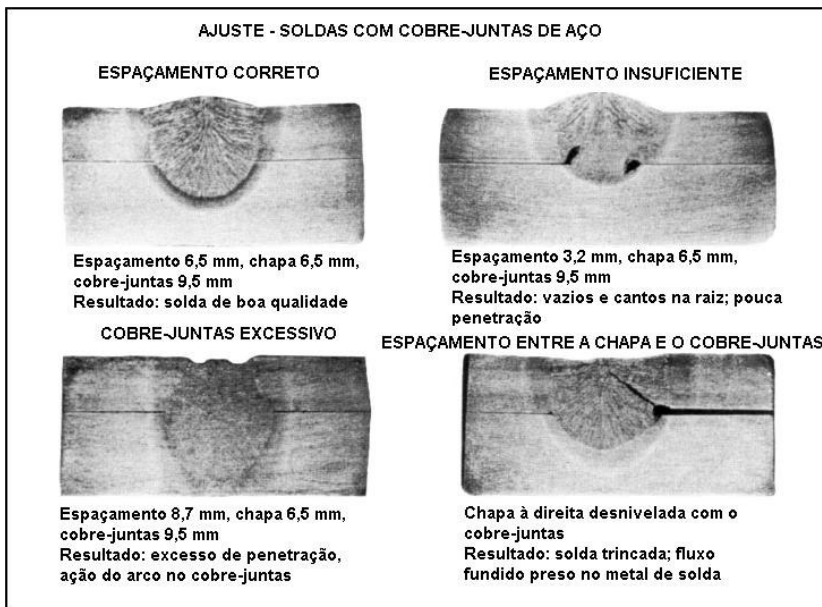 AJUSTE - SOLDAS COM COBRE-JUNTAS DE AÇO
ESPAÇAMENTO CORRETO
Espaçamento 6,5 mm, chapa 6,5 mm,
cobre-juntas 9,5 mm
Resultado: solda de boa qualidade
ESPAÇAMENTO INSUFICIENTE
Espaçamento 3,2 mm, chapa 6,5 mm,
cobre-juntas 9,5 mm
Resultado: vazios e cantos na raiz; pouca
penetração
COBRE-JUNTAS EXCESSIVO
Espaçamento 8,7 mm, chapa 6,5 mm,
cobre-juntas 9,5 mm
Resultado: excesso de penetração,
ação do arco no cobre-juntas
ESPAÇAMENTO ENTRE A CHAPA E O COBRE-JUNTAS
Chapa à direita desnivelada com o
cobre-juntas
Resultado: solda trincada; fluxo
fundido preso no metal de solda